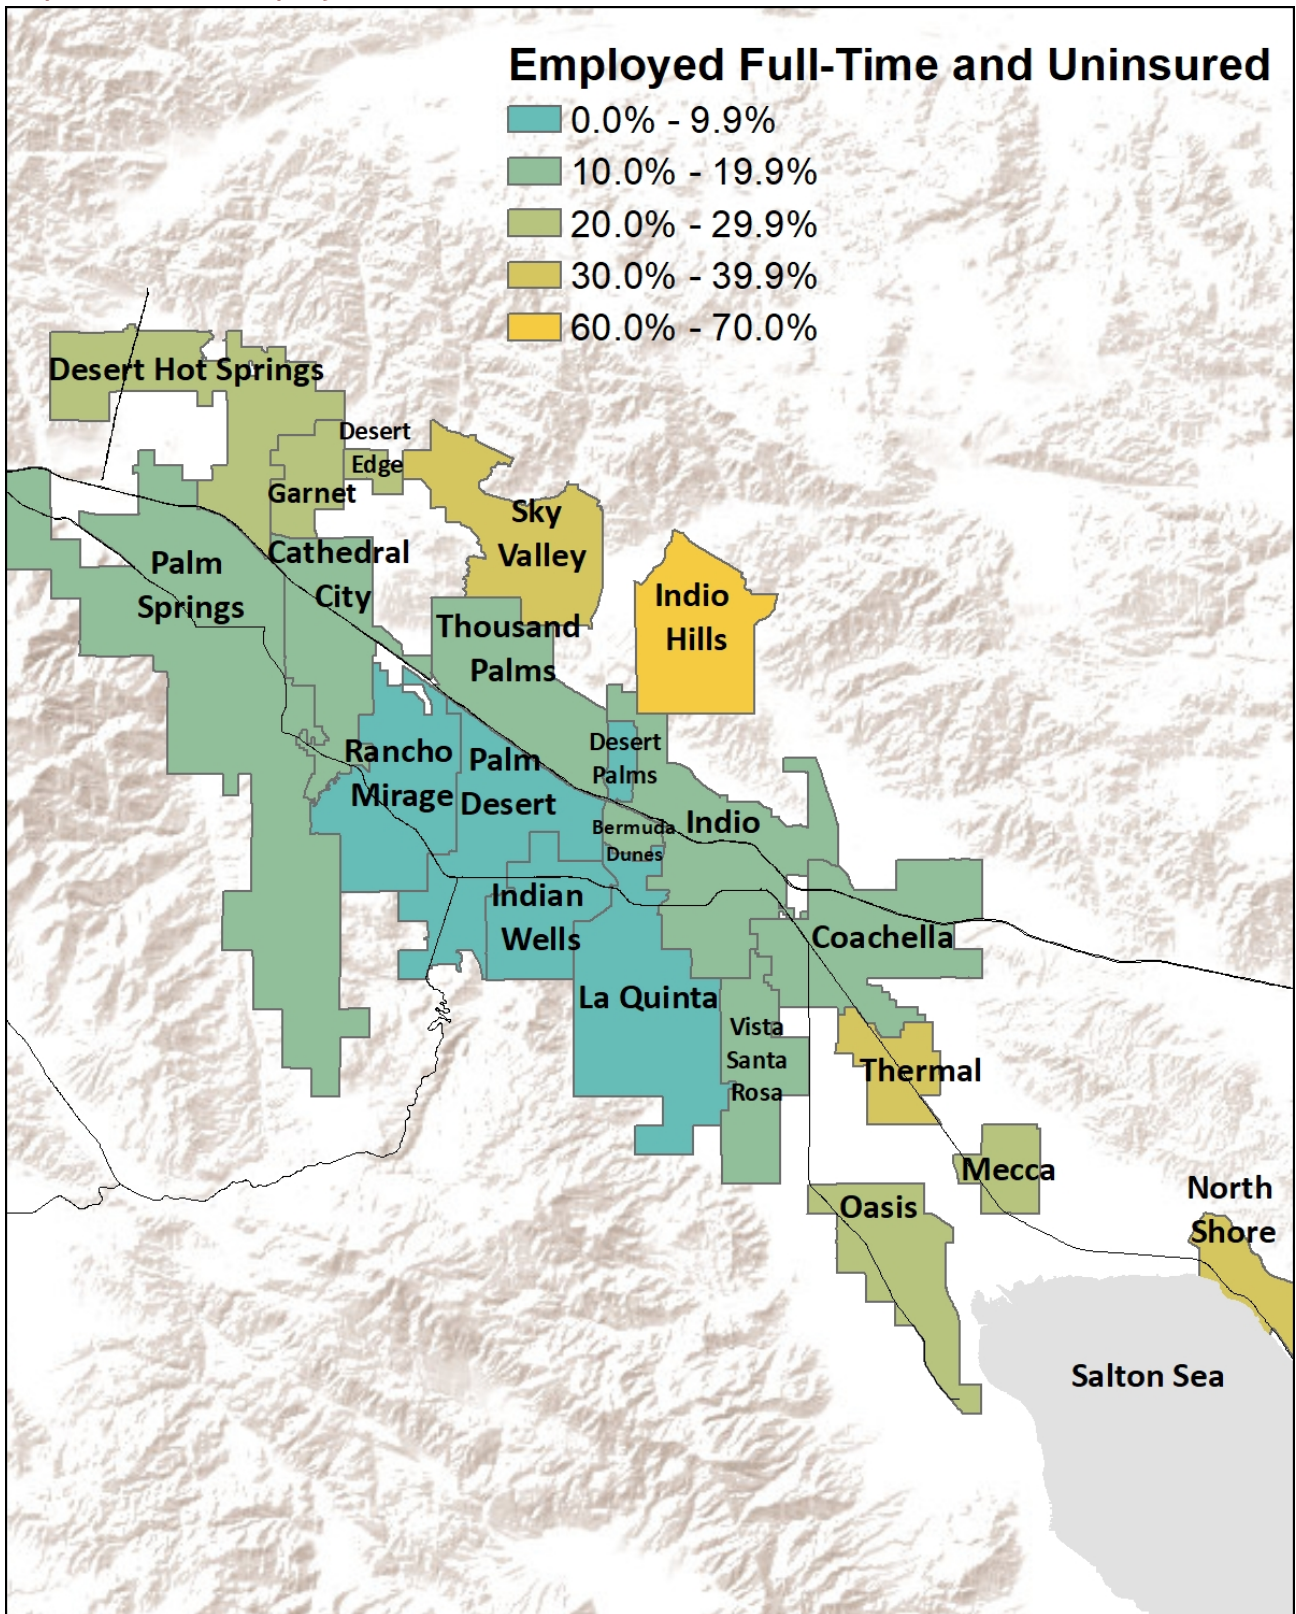 Employed Full-Time and Uninsured
0.0% - 9.9%
10.0% - 19.9%
20.0% - 29.9%
30.0% - 39.9%
60.0% - 70.0%
Desert Hot Springs
Desert
Edge
Garnet
Sky
Valley
Cathedral
City
Palm
Springs
Indio
Hills
Thousand
Palms
Rancho
Mirage
Palm
Desert
Desert
Palms
Bermuda
Dunes
Indio
Indian
Wells
Coachella
La Quinta
Vista
Santa
Rosa
Thermal
Mecca
Oasis
North
Shore
Salton Sea